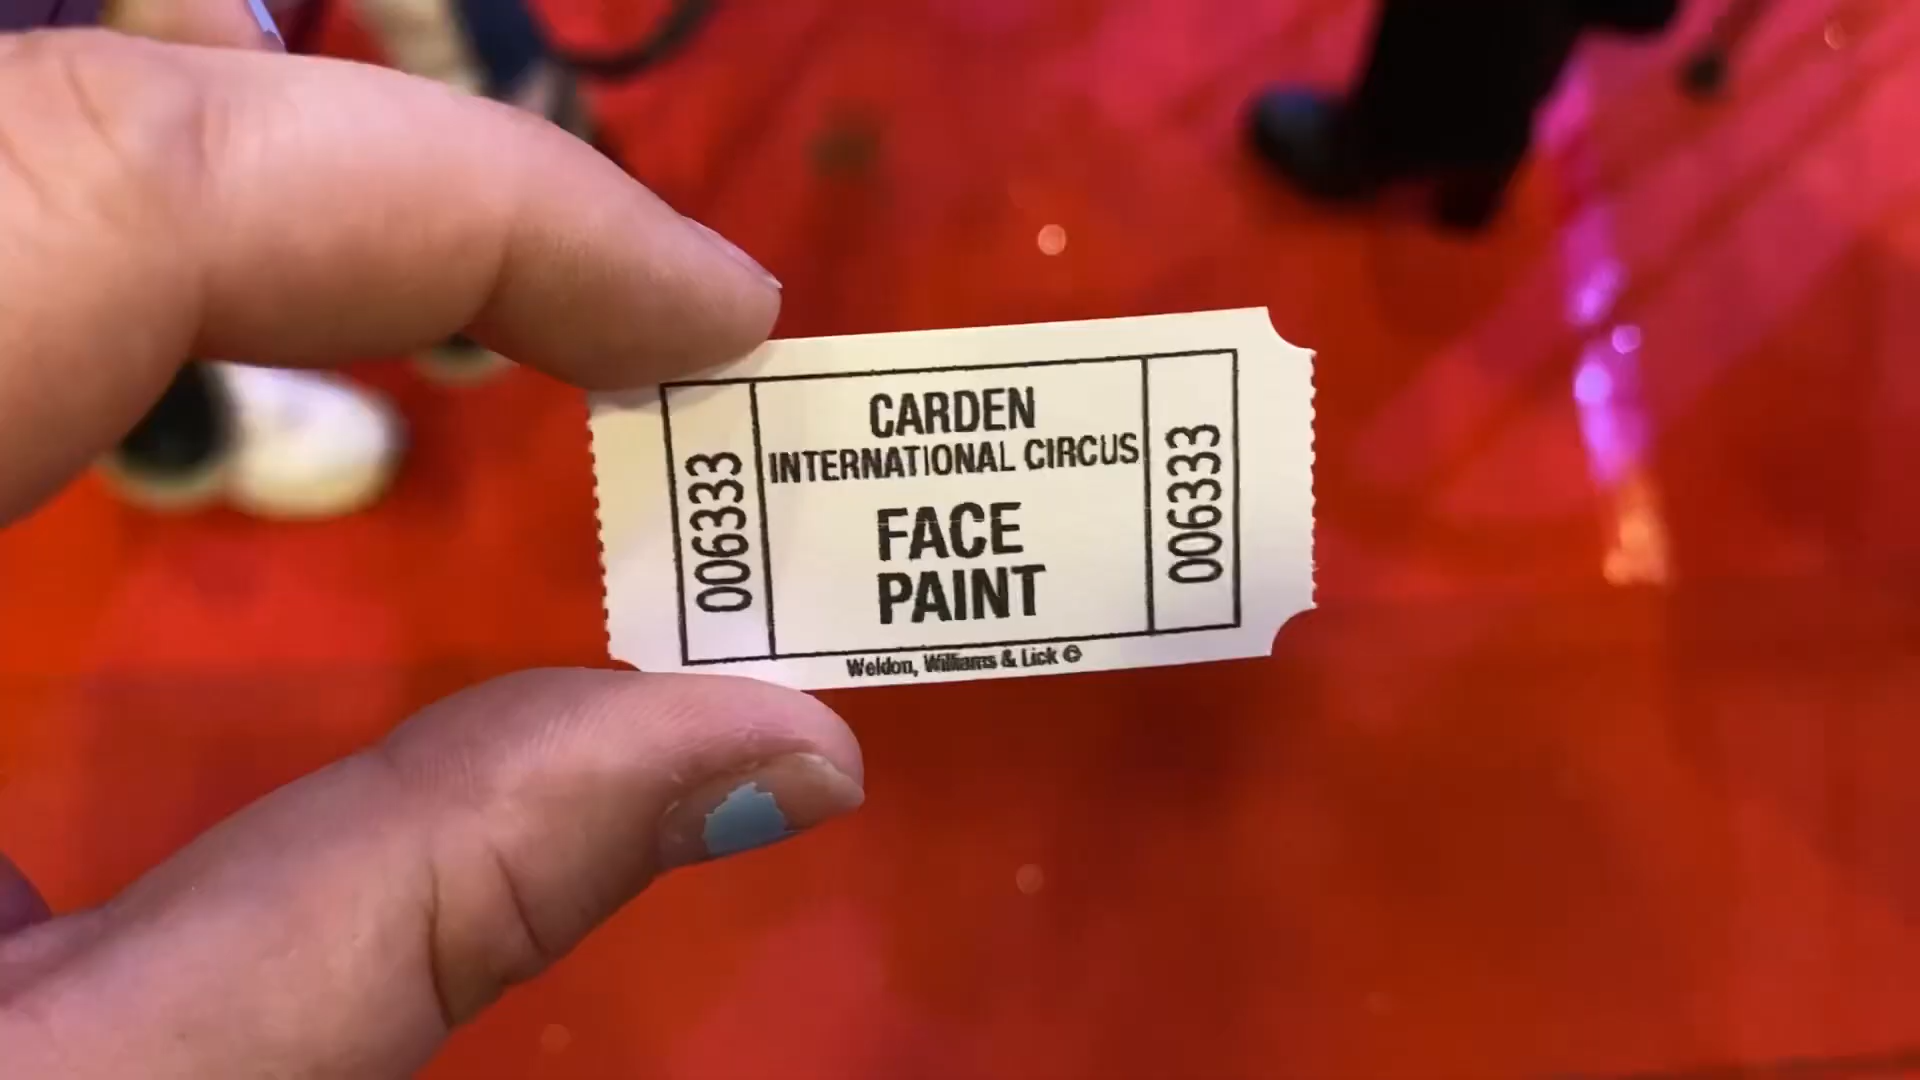 006333
CARDEN
INTERNATIONAL CIRCUS
FACE
PAINT
006333
Weldon, Williams & Lick ©